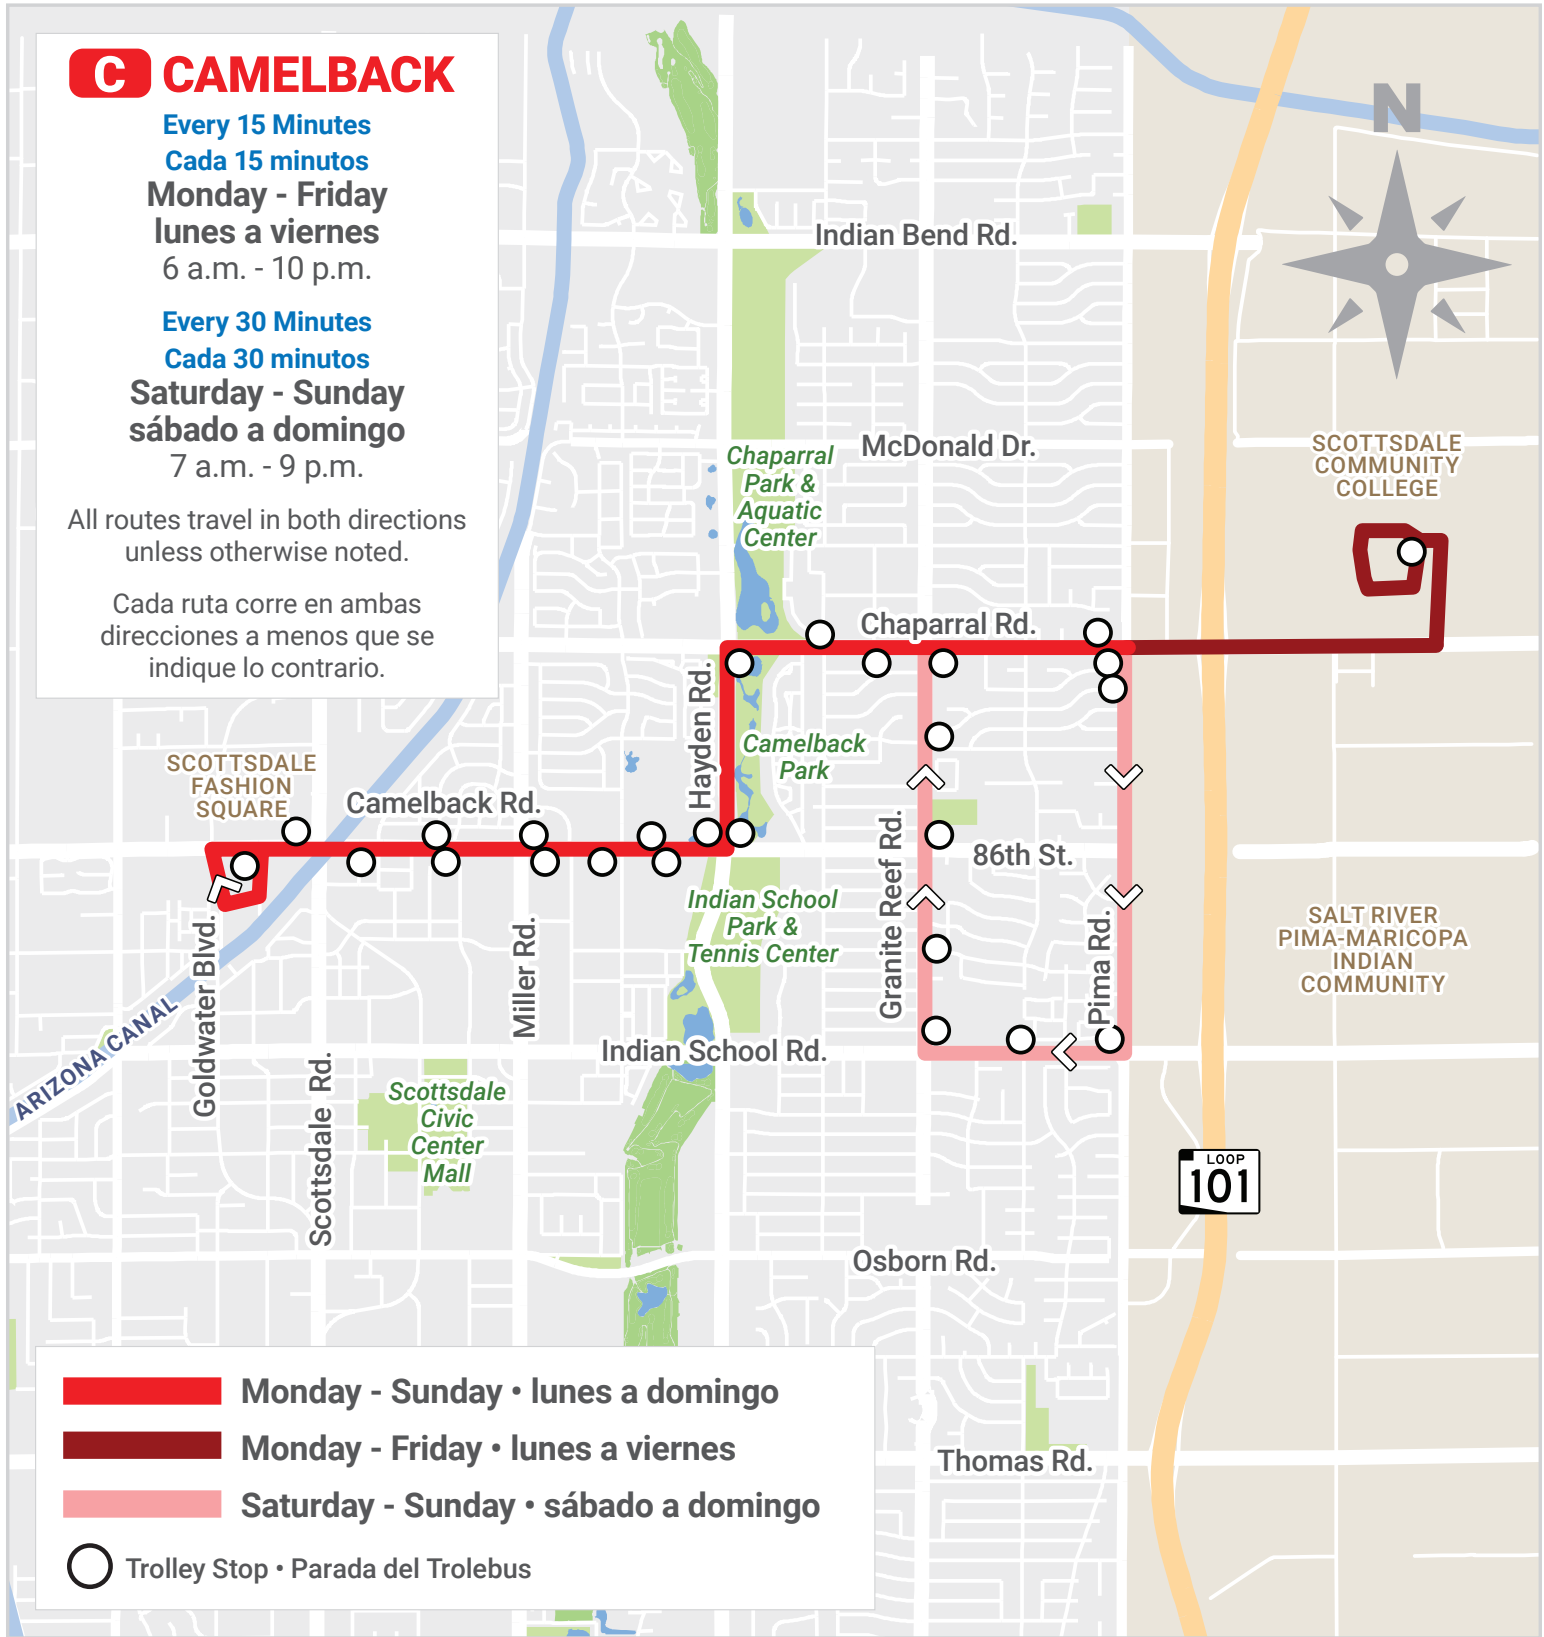 C CAMELBACK
Every 15 Minutes
Cada 15 minutos
Monday - Friday
lunes a viernes
6 a.m. - 10 p.m.
Every 30 Minutes
Cada 30 minutos
Saturday - Sunday
sábado a domingo
7 a.m. - 9 p.m.
All routes travel in both directions
unless otherwise noted.
Cada ruta corre en ambas
direcciones a menos que se
indique lo contrario.
N
Indian Bend Rd.
McDonald Dr.
Chaparral
Park &
Aquatic
Center
SCOTTSDALE
COMMUNITY
COLLEGE
Chaparral Rd.
Hayden Rd.
Camelback
Park
SCOTTSDALE
FASHION
SQUARE
Camelback Rd.
Granite Reef Rd.
86th St.
Pima Rd.
Indian School
Park &
Tennis Center
SALT RIVER
PIMA-MARICOPA
INDIAN
COMMUNITY
Goldwater Blvd.
Miller Rd.
ARIZONA CANAL
Indian School Rd.
Scottsdale Rd.
Scottsdale
Civic
Center
Mall
LOOP
101
Osborn Rd.
Thomas Rd.
Monday - Sunday • lunes a domingo
Monday - Friday • lunes a viernes
Saturday - Sunday • sábado a domingo
Trolley Stop • Parada del Trolebus